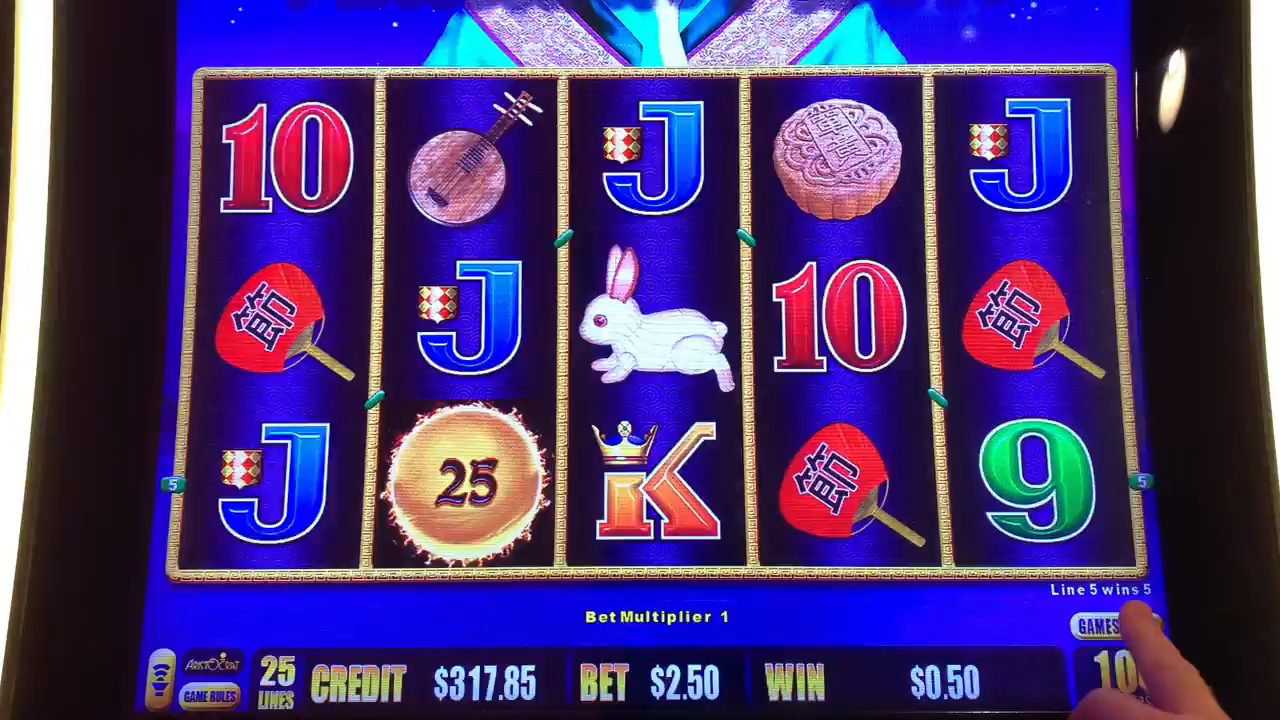 10 J J
J 10
J 25 K 9
5 5
Line 5 wins 5
Bet Multiplier 1
GAMES
ARISTOCRAT
GAME RULES
25 LINES CREDIT $317.85 BET $2.50 WIN $0.50